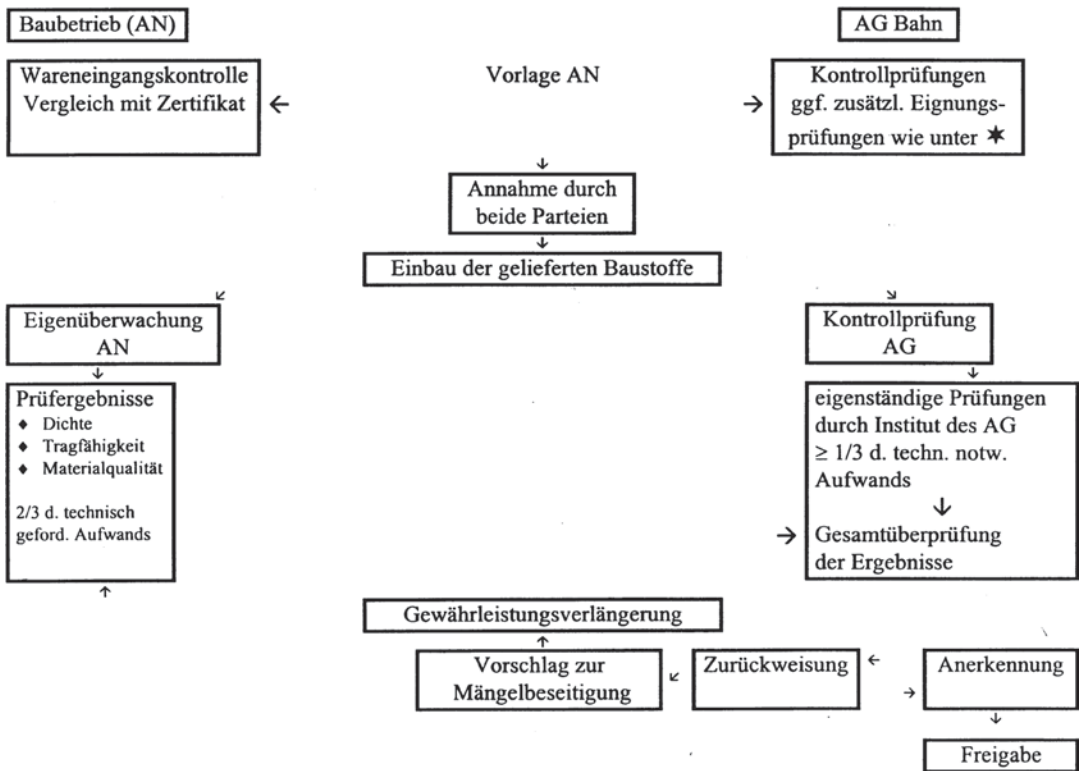 Baubetrieb (AN)
AG Bahn
Wareneingangskontrolle
Vergleich mit Zertifikat
←
Vorlage AN
→
Kontrollprüfungen
ggf. zusätzl. Eignungs-
prüfungen wie unter ★
↓
Annahme durch
beide Parteien
↓
Einbau der gelieferten Baustoffe
↙
↘
Eigenüberwachung
AN
↓
Prüfergebnisse
♦ Dichte
♦ Tragfähigkeit
♦ Materialqualität
2/3 d. technisch
geford. Aufwands
↑
Kontrollprüfung
AG
↓
eigenständige Prüfungen
durch Institut des AG
≥ 1/3 d. techn. notw.
Aufwands
↓
→ Gesamtüberprüfung
der Ergebnisse
Gewährleistungsverlängerung
↑
Vorschlag zur
Mängelbeseitigung
↙
Zurückweisung
←
→
Anerkennung
↓
Freigabe